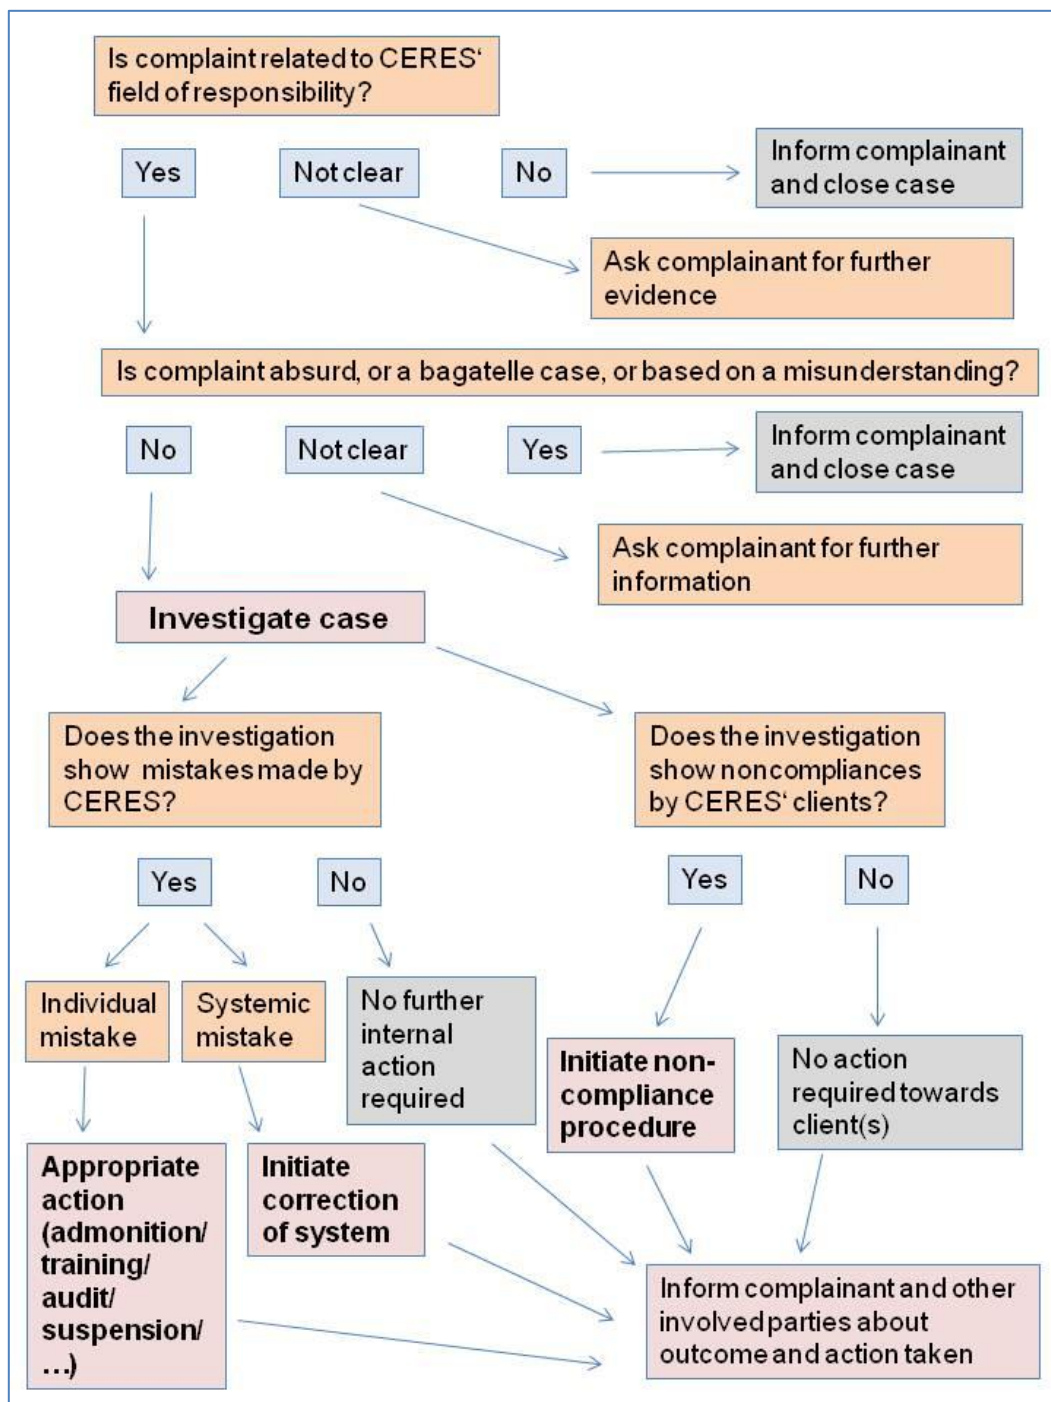 Is complaint related to CERES‘
field of responsibility?
Yes
Not clear
No
Inform complainant
and close case
Ask complainant for further
evidence
Is complaint absurd, or a bagatelle case, or based on a misunderstanding?
No
Not clear
Yes
Inform complainant
and close case
Ask complainant for further
information
Investigate case
Does the investigation
show mistakes made by
CERES?
Does the investigation
show noncompliances
by CERES‘ clients?
Yes
No
Yes
No
Individual
mistake
Systemic
mistake
No further
internal
action
required
Initiate non-
compliance
procedure
No action
required towards
client(s)
Appropriate
action
(admonition/
training/
audit/
suspension/
…)
Initiate
correction
of system
Inform complainant and other
involved parties about
outcome and action taken